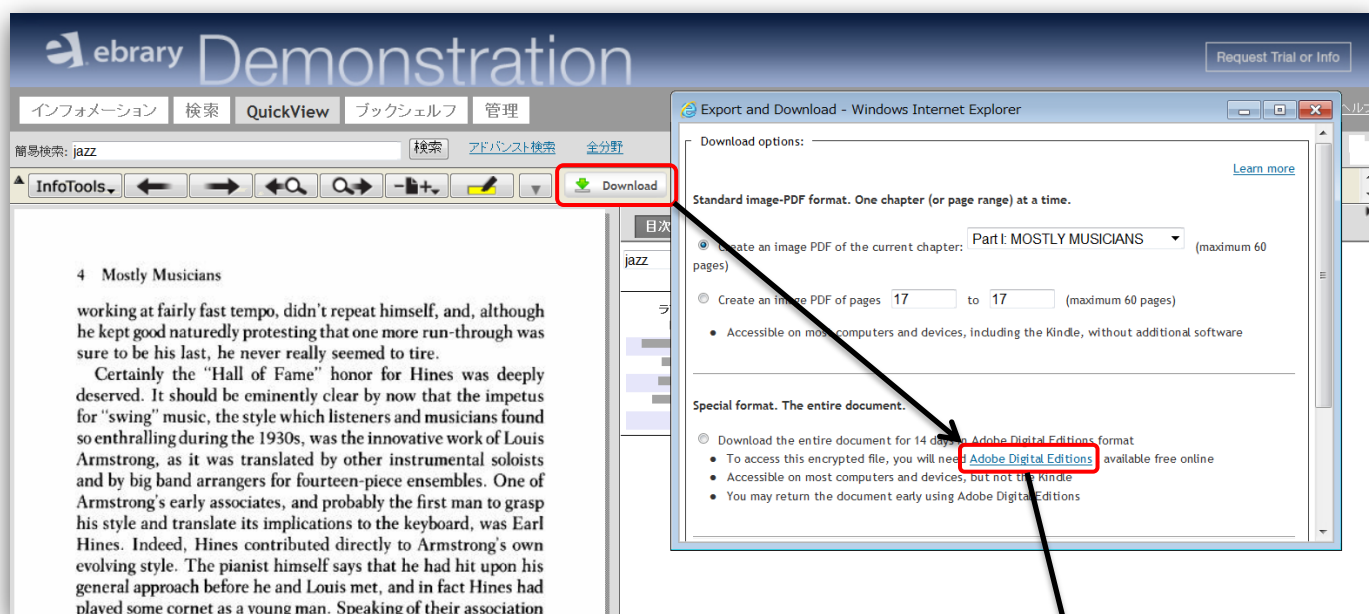 ebrary Demonstration
Request Trial or Info
インフォメーション 検索 QuickView ブックシェルフ 管理
簡易検索: jazz 検索 アドバンスト検索 全分野
InfoTools Download
目次
jazz
4 Mostly Musicians
working at fairly fast tempo, didn't repeat himself, and, although
he kept good naturedly protesting that one more run-through was
sure to be his last, he never really seemed to tire.
Certainly the "Hall of Fame" honor for Hines was deeply
deserved. It should be eminently clear by now that the impetus
for "swing" music, the style which listeners and musicians found
so enthralling during the 1930s, was the innovative work of Louis
Armstrong, as it was translated by other instrumental soloists
and by big band arrangers for fourteen-piece ensembles. One of
Armstrong's early associates, and probably the first man to grasp
his style and translate its implications to the keyboard, was Earl
Hines. Indeed, Hines contributed directly to Armstrong's own
evolving style. The pianist himself says that he had hit upon his
general approach before he and Louis met, and in fact Hines had
played some cornet as a young man. Speaking of their association
Export and Download - Windows Internet Explorer
Download options:
Learn more
Standard image-PDF format. One chapter (or page range) at a time.
Create an image PDF of the current chapter: Part I: MOSTLY MUSICIANS (maximum 60
pages)
Create an image PDF of pages 17 to 17 (maximum 60 pages)
• Accessible on most computers and devices, including the Kindle, without additional software
Special format. The entire document.
Download the entire document for 14 days in Adobe Digital Editions format
• To access this encrypted file, you will need Adobe Digital Editions, available free online
• Accessible on most computers and devices, but not the Kindle
• You may return the document early using Adobe Digital Editions